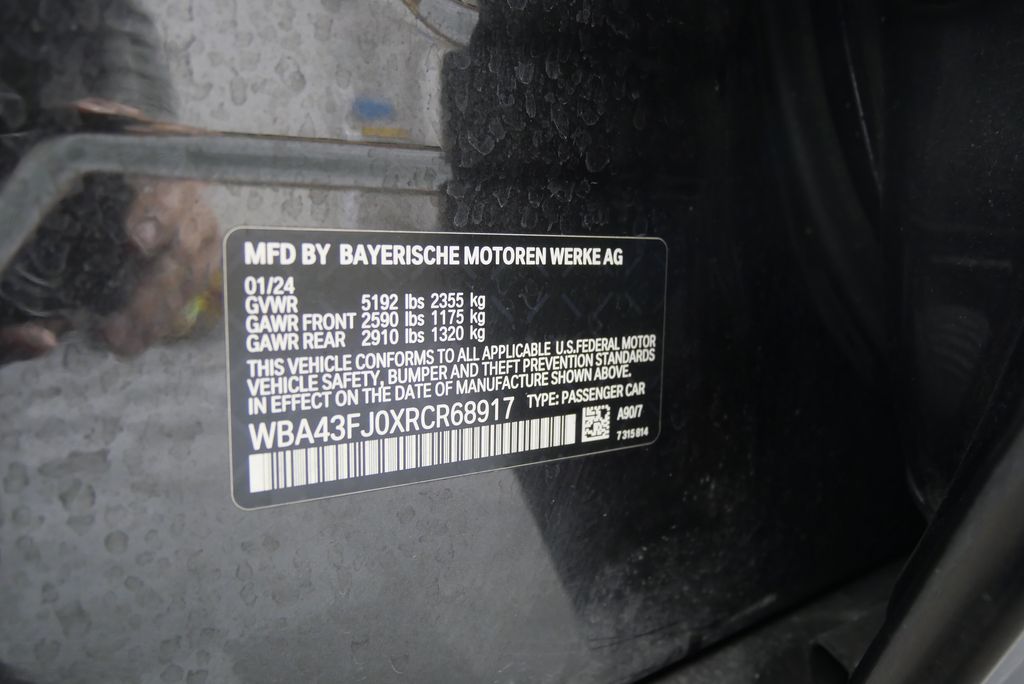 MFD BY BAYERISCHE MOTOREN WERKE AG
01/24
GVWR 5192 lbs 2355 kg
GAWR FRONT 2590 lbs 1175 kg
GAWR REAR 2910 lbs 1320 kg
THIS VEHICLE CONFORMS TO ALL APPLICABLE U.S.FEDERAL MOTOR
VEHICLE SAFETY, BUMPER AND THEFT PREVENTION STANDARDS
IN EFFECT ON THE DATE OF MANUFACTURE SHOWN ABOVE.
WBA43FJ0XRCR68917 TYPE: PASSENGER CAR
A90/7
7315814